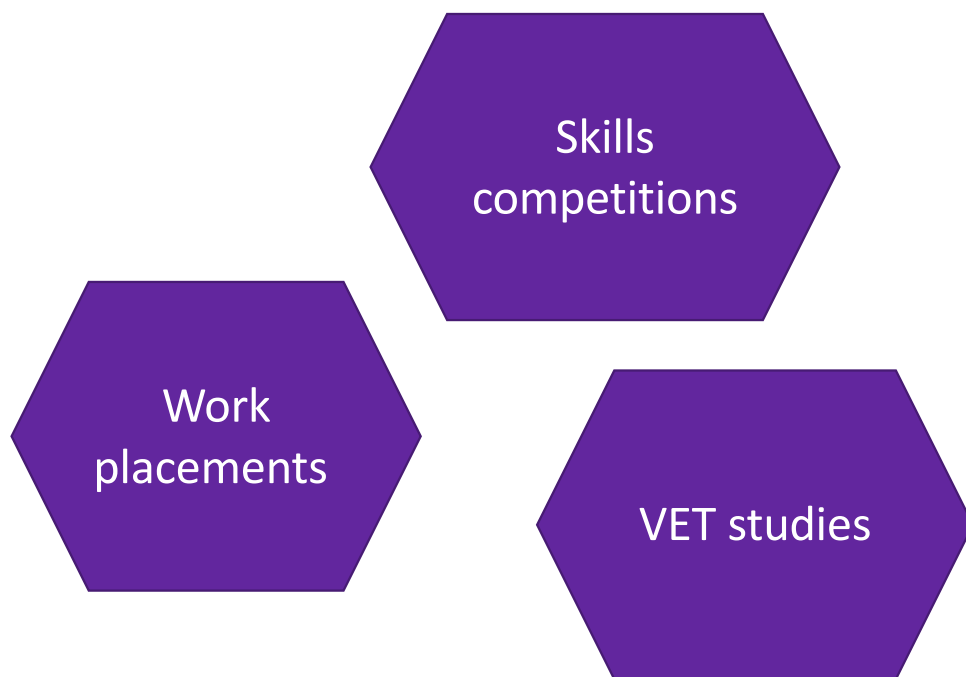 Skills
competitions
Work
placements
VET studies